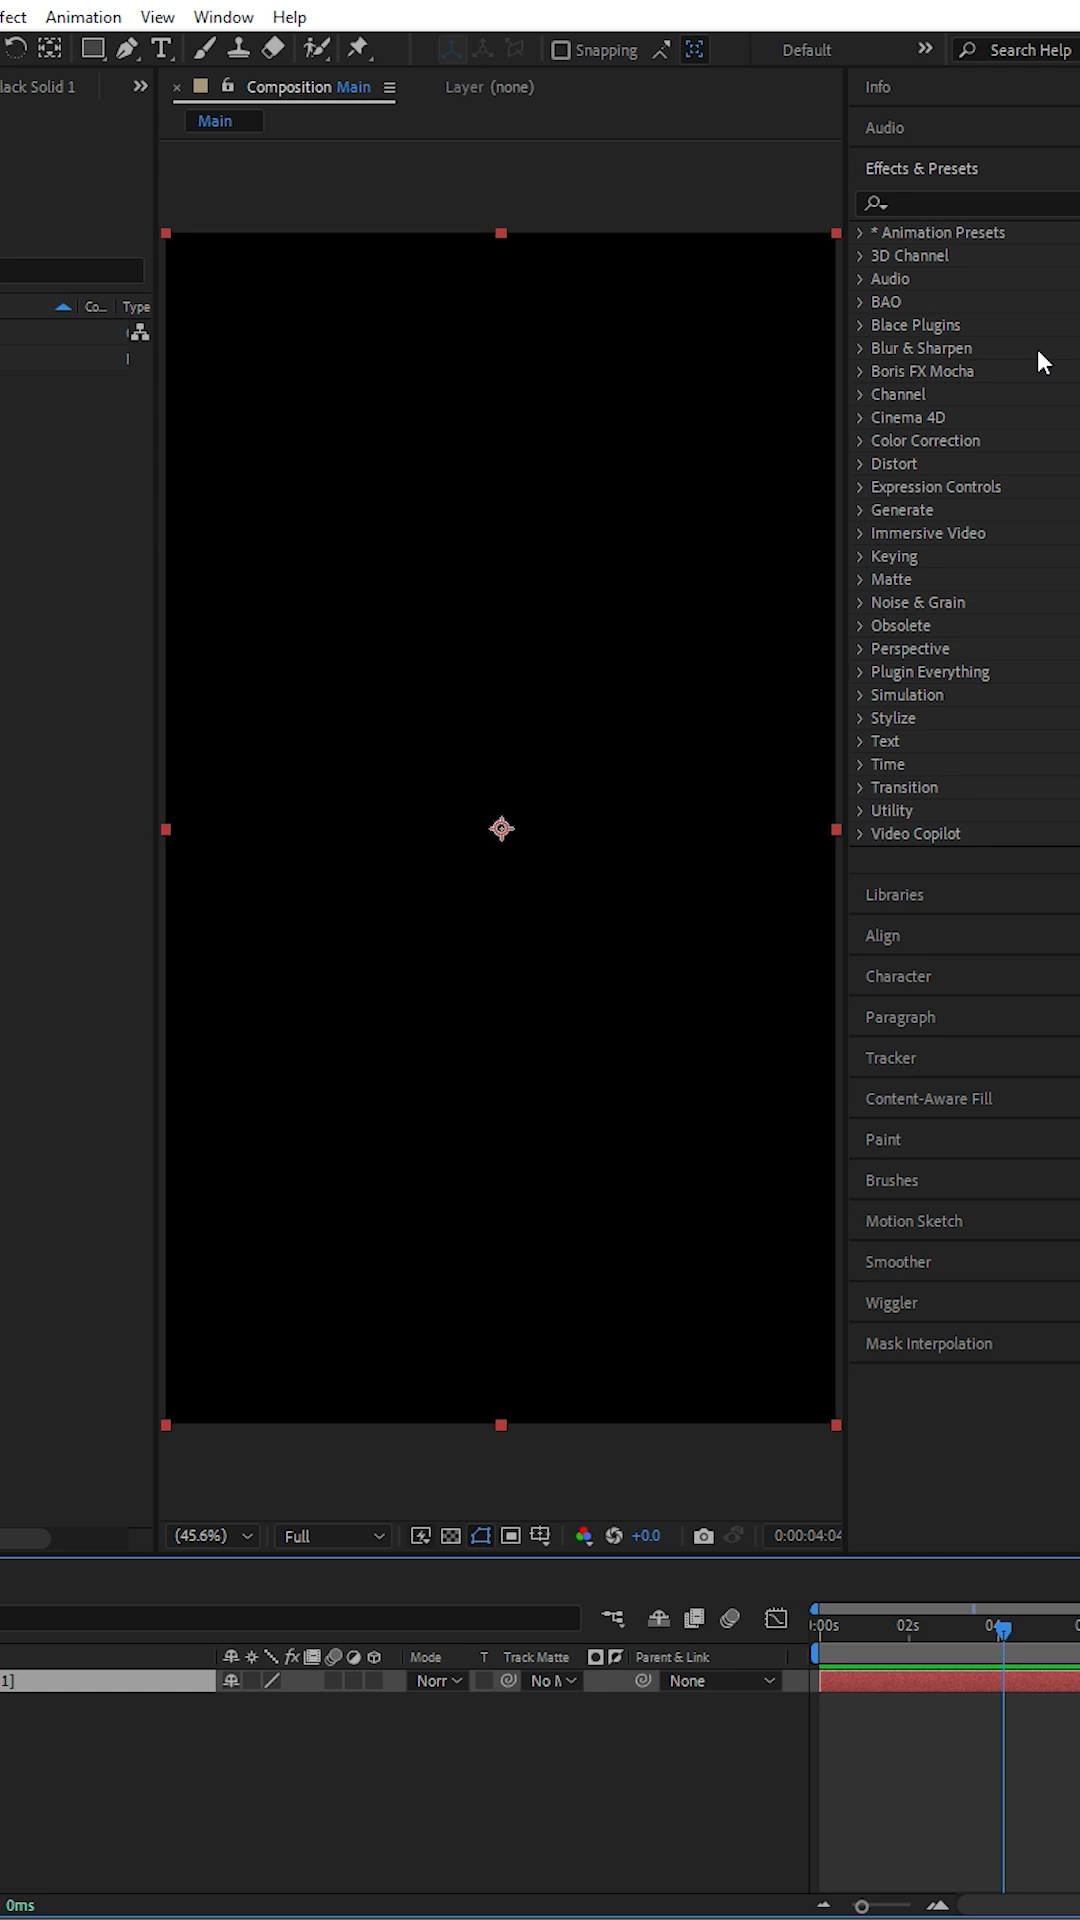 fect Animation View Window Help
T Snapping Default » Search Help
lack Solid 1 » × Composition Main Layer (none)
Main
Co... Type
Info
Audio
Effects & Presets
* Animation Presets
3D Channel
Audio
BAO
Blace Plugins
Blur & Sharpen
Boris FX Mocha
Channel
Cinema 4D
Color Correction
Distort
Expression Controls
Generate
Immersive Video
Keying
Matte
Noise & Grain
Obsolete
Perspective
Plugin Everything
Simulation
Stylize
Text
Time
Transition
Utility
Video Copilot
Libraries
Align
Character
Paragraph
Tracker
Content-Aware Fill
Paint
Brushes
Motion Sketch
Smoother
Wiggler
Mask Interpolation
(45.6%) Full +0.0 0:00:04:04
):00s 02s 04
fx Mode T Track Matte Parent & Link
1] Norr No M None
0ms